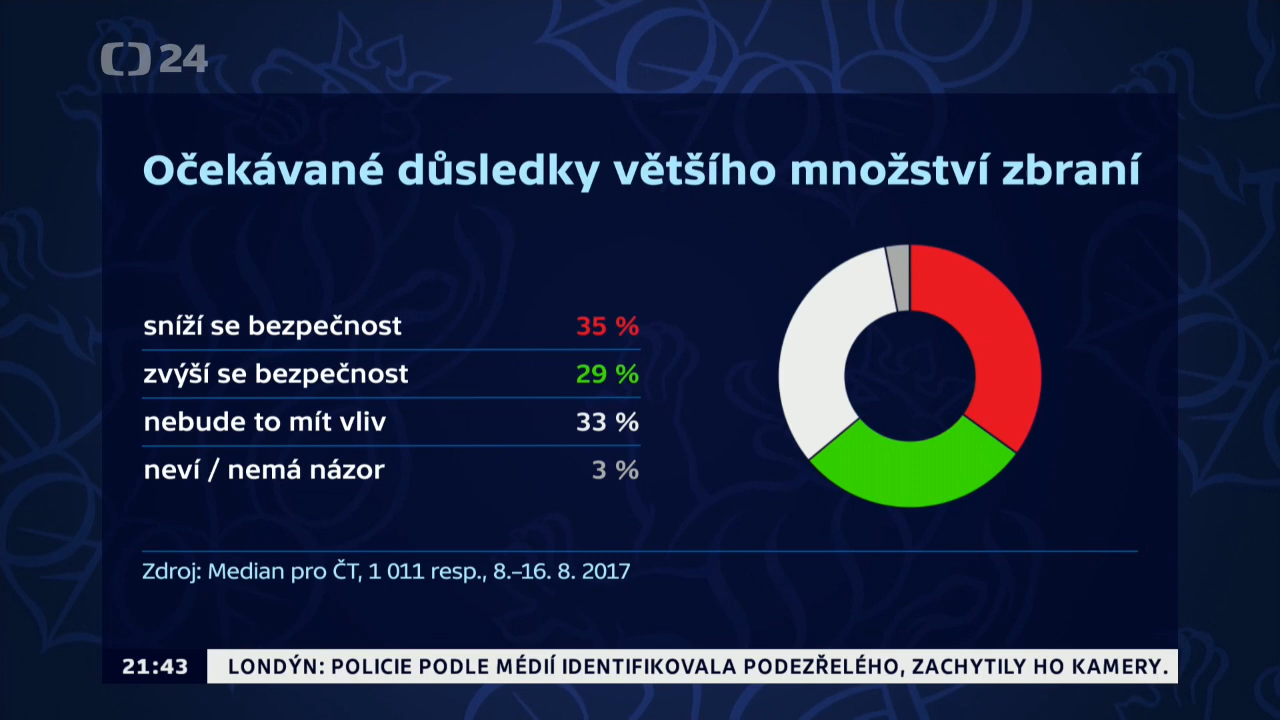 24
Očekávané důsledky většího množství zbraní
sníží se bezpečnost 35 %
zvýší se bezpečnost 29 %
nebude to mít vliv 33 %
neví / nemá názor 3 %
Zdroj: Median pro ČT, 1 011 resp., 8.–16. 8. 2017
21:43 LONDÝN: POLICIE PODLE MÉDIÍ IDENTIFIKOVALA PODEZŘELÉHO, ZACHYTILY HO KAMERY.